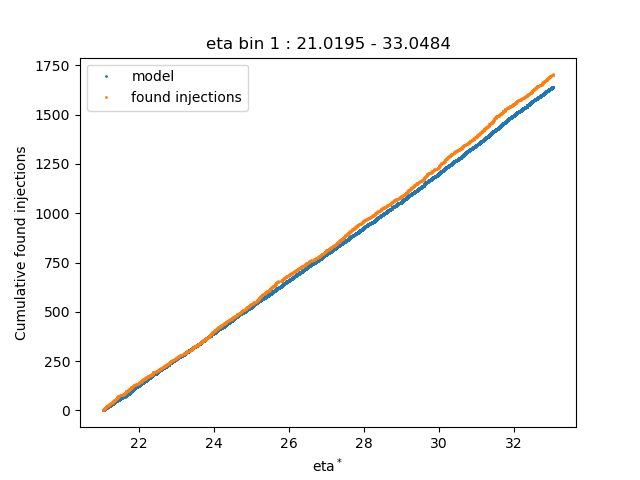 eta bin 1 : 21.0195 - 33.0484
model
found injections
Cumulative found injections
1750
1500
1250
1000
750
500
250
0
22
24
26
28
30
32
eta*